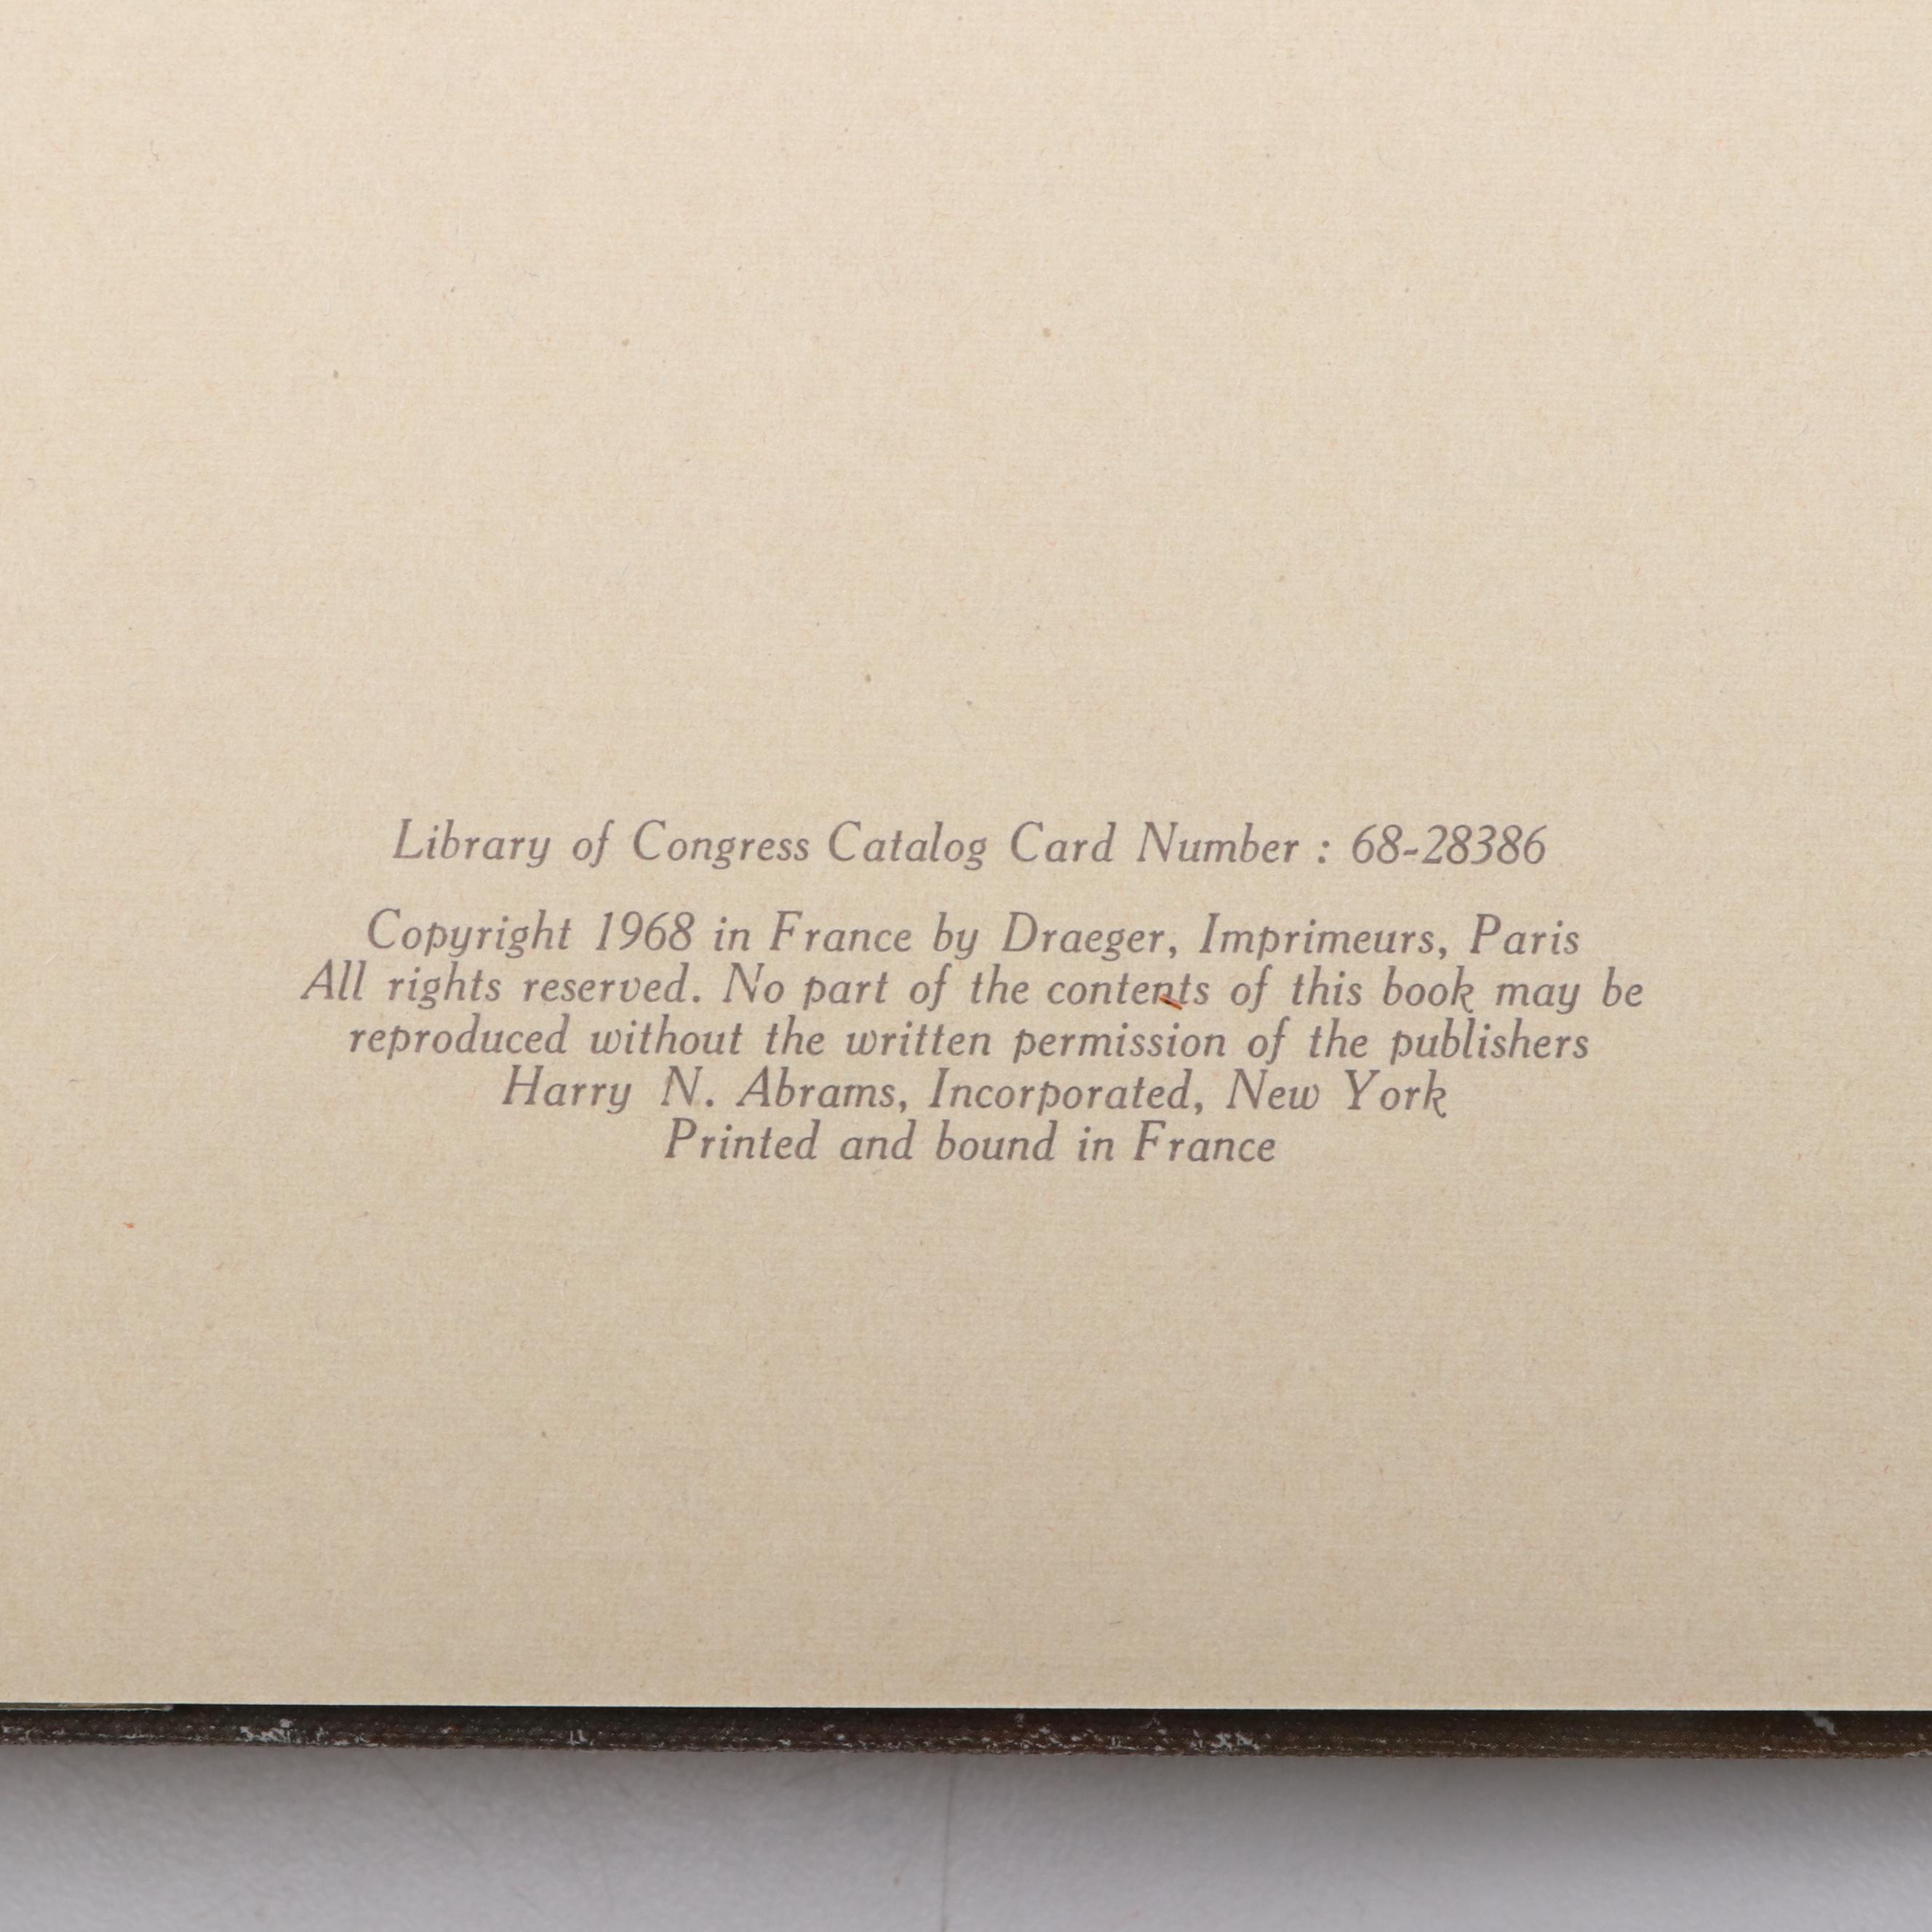 Library of Congress Catalog Card Number : 68-28386
Copyright 1968 in France by Draeger, Imprimeurs, Paris
All rights reserved. No part of the contents of this book may be
reproduced without the written permission of the publishers
Harry N. Abrams, Incorporated, New York
Printed and bound in France